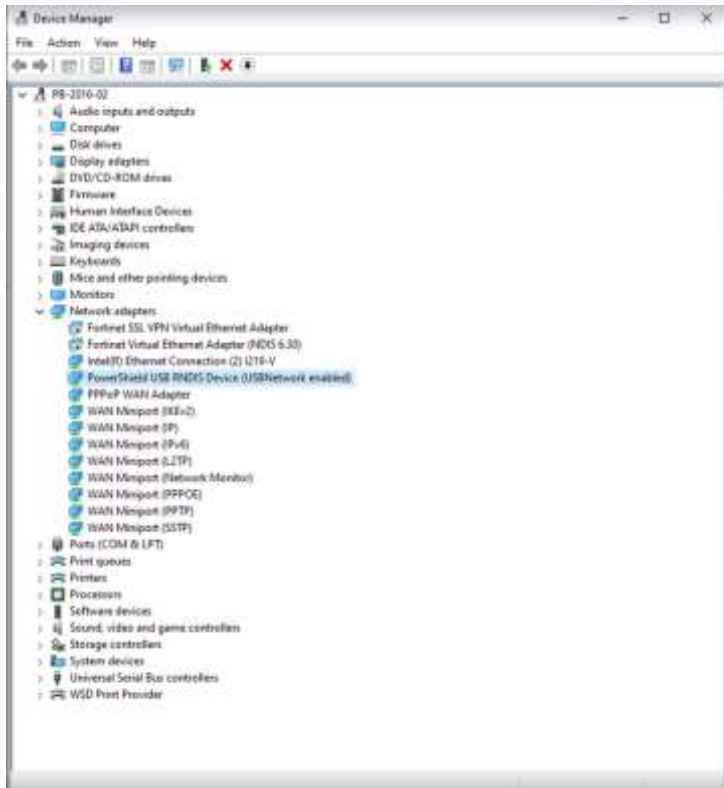 Device Manager
File Action View Help
PB-2016-02
Audio inputs and outputs
Computer
Disk drives
Display adapters
DVD/CD-ROM drives
Firmware
Human Interface Devices
IDE ATA/ATAPI controllers
Imaging devices
Keyboards
Mice and other pointing devices
Monitors
Network adapters
Fortinet SSL VPN Virtual Ethernet Adapter
Fortinet Virtual Ethernet Adapter (NDIS 6.30)
Intel(R) Ethernet Connection (2) I219-V
PowerShield USB RNDIS Device (USBNetwork enabled)
PPPoP WAN Adapter
WAN Miniport (IKEv2)
WAN Miniport (IP)
WAN Miniport (IPv6)
WAN Miniport (L2TP)
WAN Miniport (Network Monitor)
WAN Miniport (PPPOE)
WAN Miniport (PPTP)
WAN Miniport (SSTP)
Ports (COM & LPT)
Print queues
Printers
Processors
Software devices
Sound, video and game controllers
Storage controllers
System devices
Universal Serial Bus controllers
WSD Print Provider